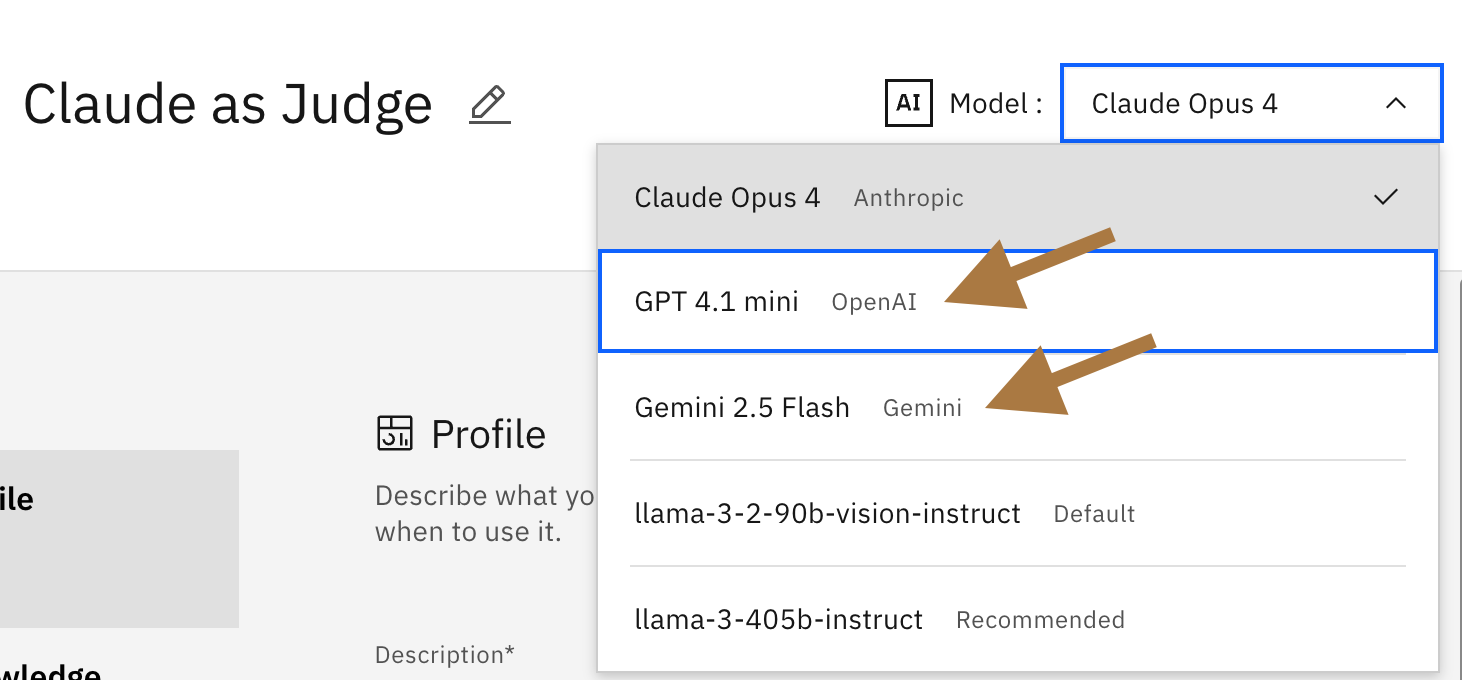 Claude as Judge
AI Model : Claude Opus 4
Claude Opus 4 Anthropic
GPT 4.1 mini OpenAI
Gemini 2.5 Flash Gemini
llama-3-2-90b-vision-instruct Default
llama-3-405b-instruct Recommended
ile
wledge
Profile
Describe what yo
when to use it.
Description*